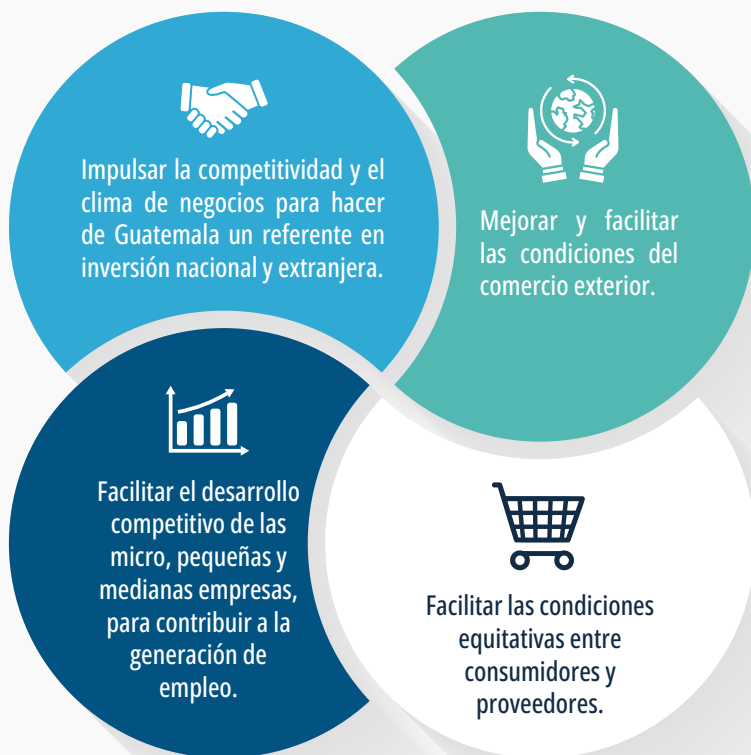 Impulsar la competitividad y el
clima de negocios para hacer
de Guatemala un referente en
inversión nacional y extranjera.
Mejorar y facilitar
las condiciones del
comercio exterior.
Facilitar el desarrollo
competitivo de las
micro, pequeñas y
medianas empresas,
para contribuir a la
generación de
empleo.
Facilitar las condiciones
equitativas entre
consumidores y
proveedores.